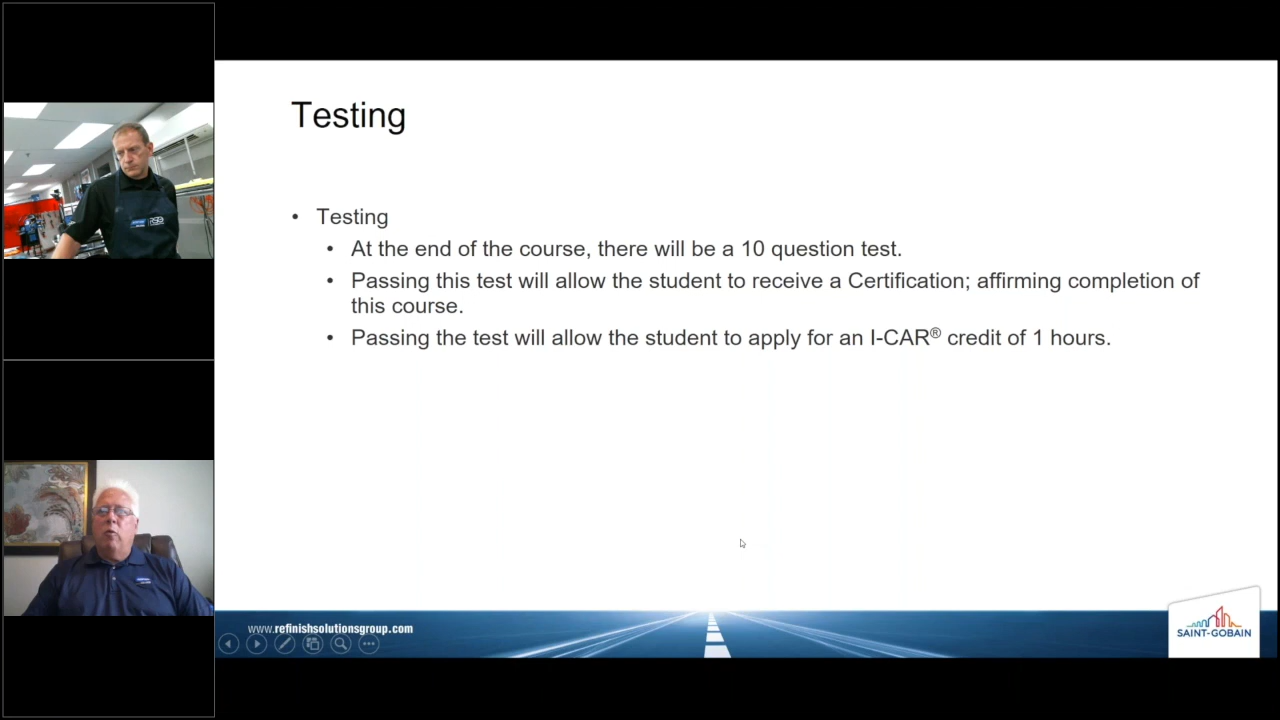 Testing
• Testing
• At the end of the course, there will be a 10 question test.
• Passing this test will allow the student to receive a Certification; affirming completion of
this course.
• Passing the test will allow the student to apply for an I-CAR® credit of 1 hours.
www.refinishsolutionsgroup.com
SAINT-GOBAIN